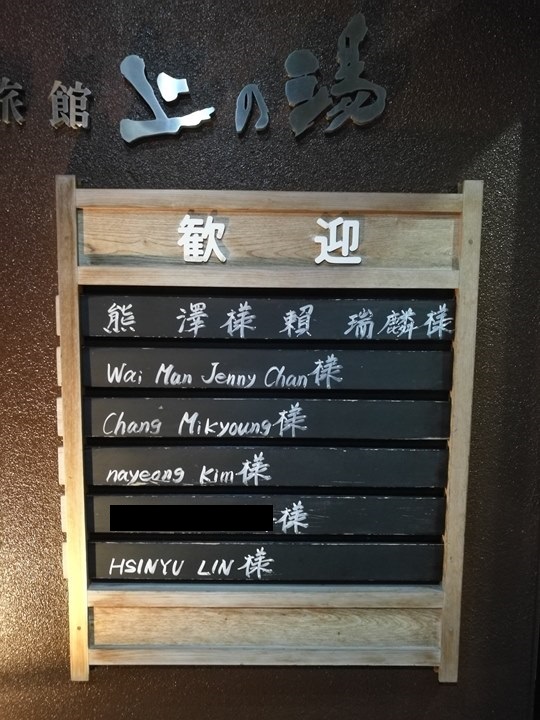 旅館 上の湯
歓迎
熊 澤様 賴 瑞麟様
Wai Man Jenny Chan様
Chang Mikyoung様
nayeong Kim様
様
HSINYU LIN様